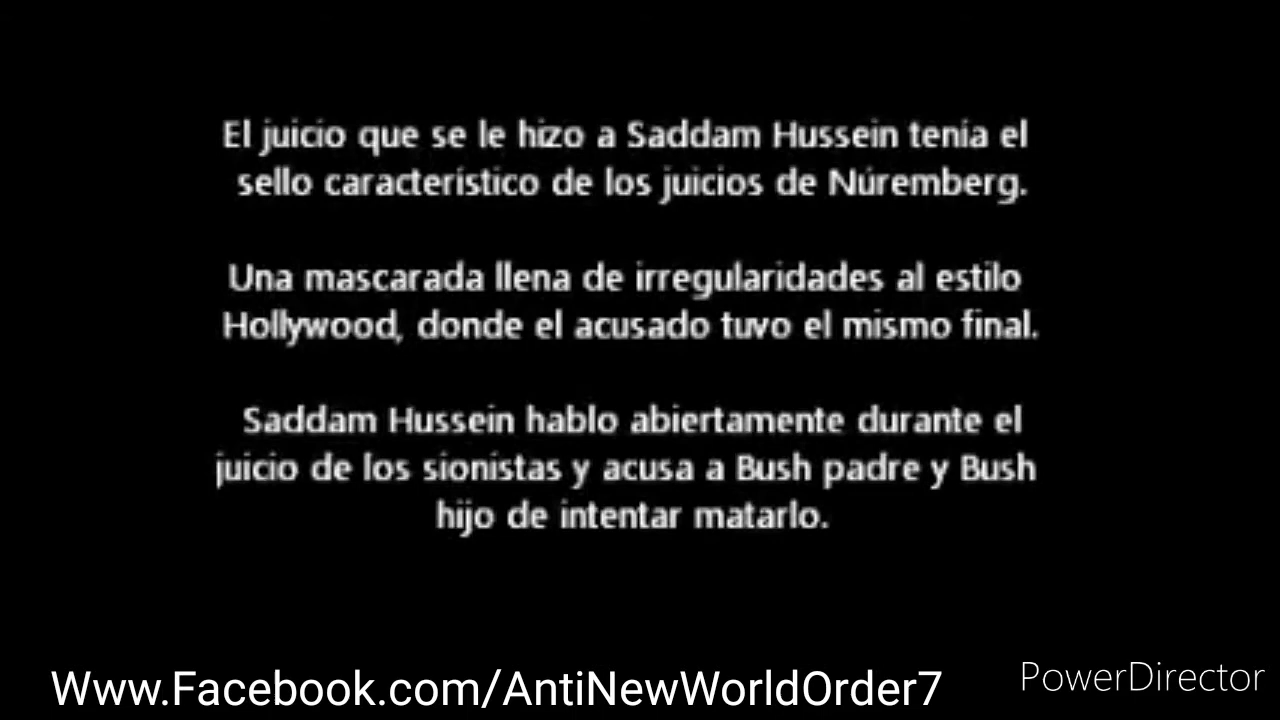 El juicio que se le hizo a Saddam Hussein tenía el
sello característico de los juicios de Núremberg.
Una mascarada llena de irregularidades al estilo
Hollywood, donde el acusado tuvo el mismo final.
Saddam Hussein hablo abiertamente durante el
juicio de los sionistas y acusa a Bush padre y Bush
hijo de intentar matarlo.
Www.Facebook.com/AntiNewWorldOrder7
PowerDirector